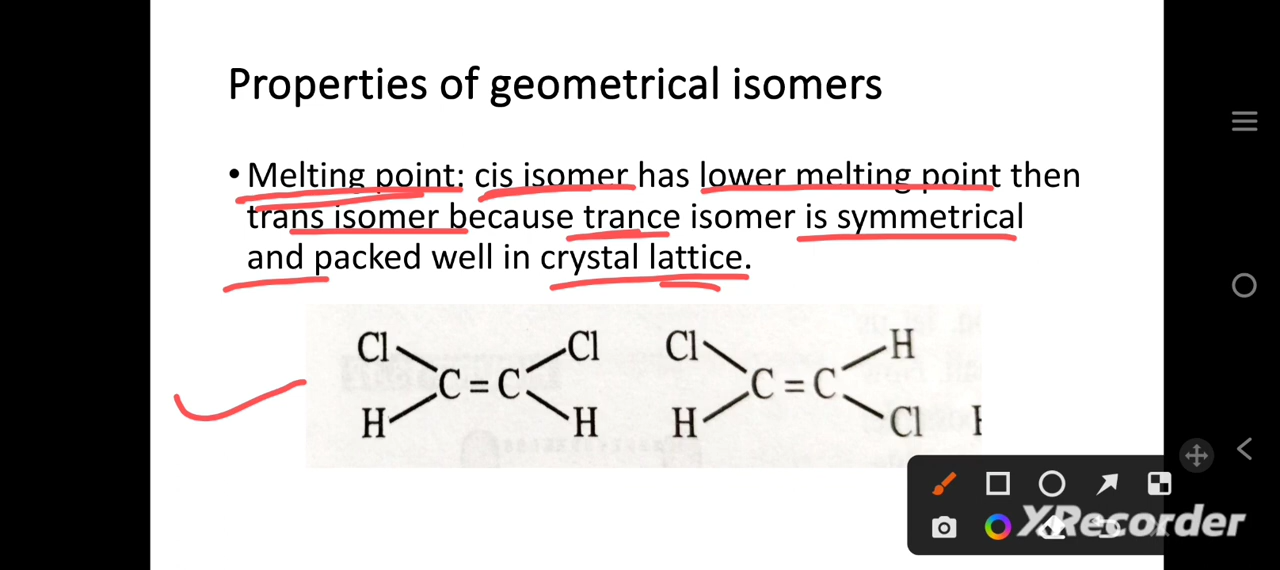 Properties of geometrical isomers
• Melting point: cis isomer has lower melting point then
trans isomer because trance isomer is symmetrical
and packed well in crystal lattice.
Cl Cl Cl H
C = C C = C
H H H Cl
XRecorder